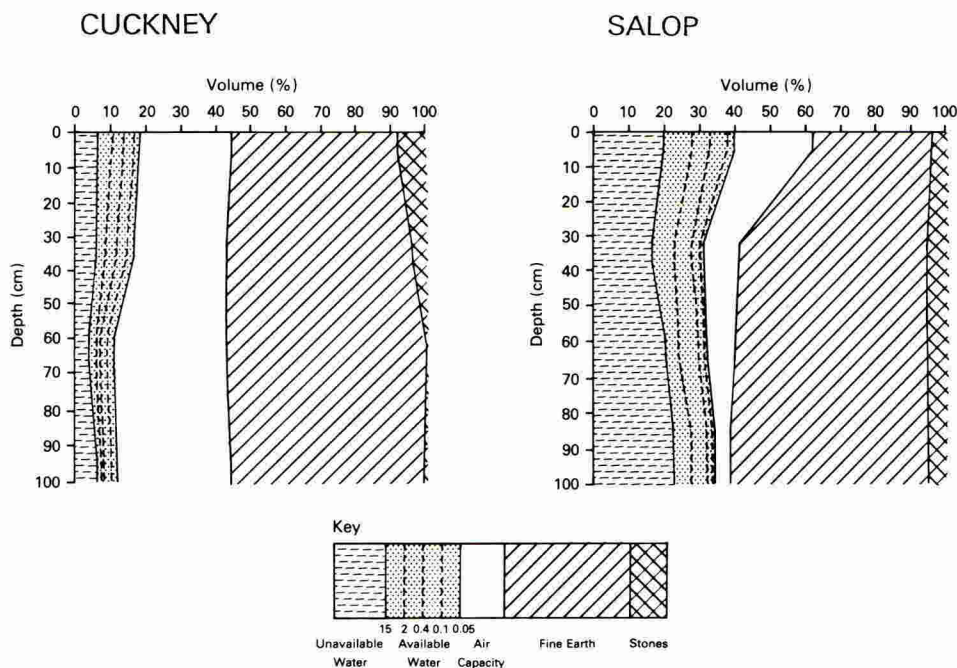 CUCKNEY
Volume (%)
0 10 20 30 40 50 60 70 80 90 100
0
10
20
30
40
50
60
70
80
90
100
Depth (cm)
SALOP
Volume (%)
0 10 20 30 40 50 60 70 80 90 100
0
10
20
30
40
50
60
70
80
90
100
Depth (cm)
Key
15 2 0.4 0.1 0.05
Unavailable Available Air Fine Earth Stones
Water Water Capacity